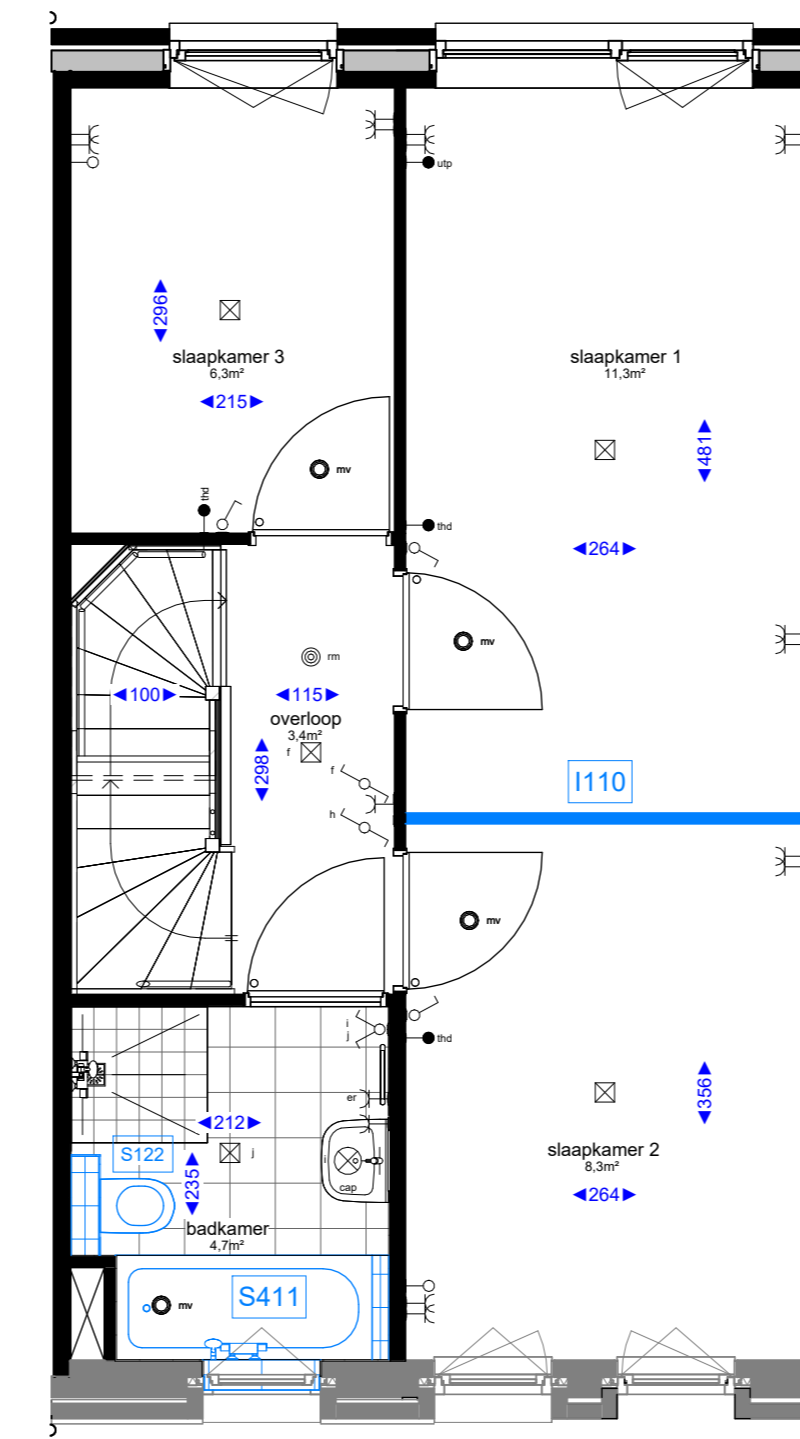 utp
296
slaapkamer 3
6,3m²
215
slaapkamer 1
11,3m²
481
mv
thd
thd
264
mv
rm
100
115
overloop
3,4m²
f
298
f
h
I110
mv
i
j
thd
er
212
S122
j
i
cap
235
badkamer
4,7m²
356
slaapkamer 2
8,3m²
264
mv
S411